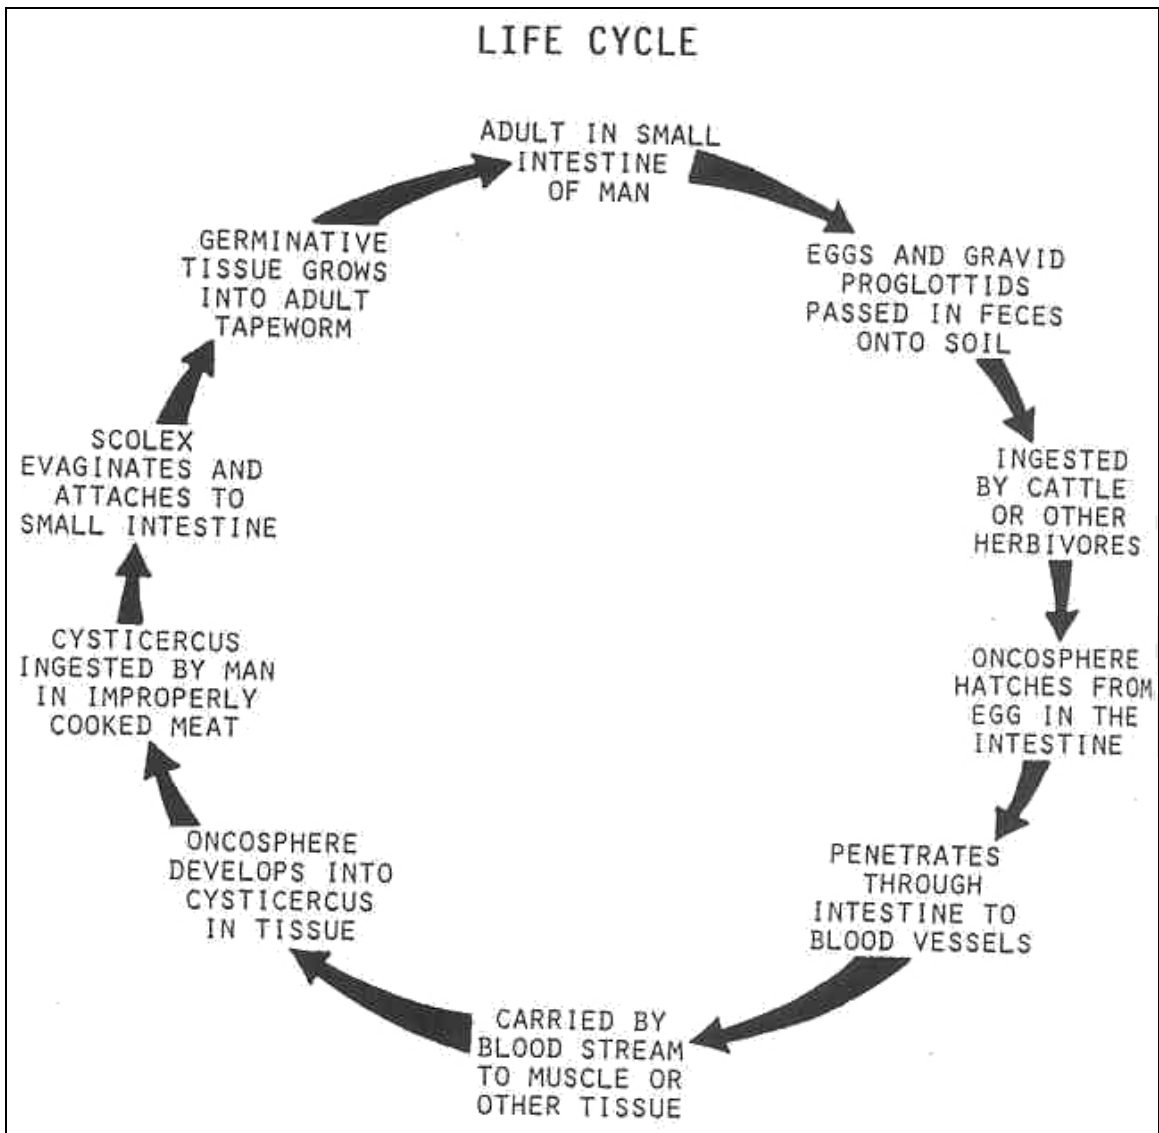 LIFE CYCLE
ADULT IN SMALL
INTESTINE
OF MAN
EGGS AND GRAVID
PROGLOTTIDS
PASSED IN FECES
ONTO SOIL
INGESTED
BY CATTLE
OR OTHER
HERBIVORES
ONCOSPHERE
HATCHES FROM
EGG IN THE
INTESTINE
PENETRATES
THROUGH
INTESTINE TO
BLOOD VESSELS
CARRIED BY
BLOOD STREAM
TO MUSCLE OR
OTHER TISSUE
ONCOSPHERE
DEVELOPS INTO
CYSTICERCUS
IN TISSUE
CYSTICERCUS
INGESTED BY MAN
IN IMPROPERLY
COOKED MEAT
SCOLEX
EVAGINATES AND
ATTACHES TO
SMALL INTESTINE
GERMINATIVE
TISSUE GROWS
INTO ADULT
TAPEWORM